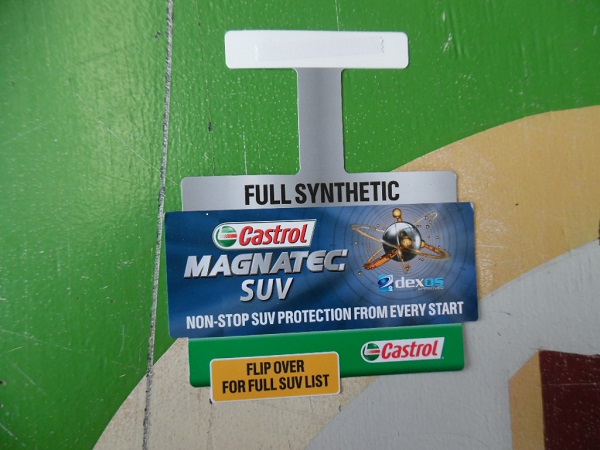 FULL SYNTHETIC
Castrol
MAGNATEC
SUV
dexos
NON-STOP SUV PROTECTION FROM EVERY START
Castrol
FLIP OVER
FOR FULL SUV LIST